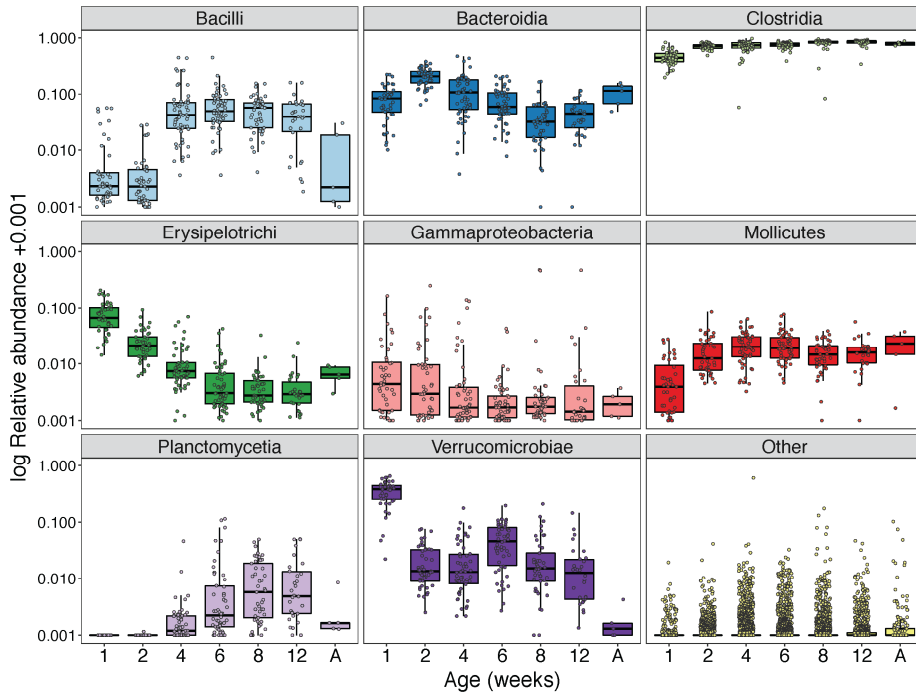 Bacilli Bacteroidia Clostridia
1.000
0.100
0.010
0.001
Erysipelotrichi Gammaproteobacteria Mollicutes
1.000
0.100
0.010
0.001
Planctomycetia Verrucomicrobiae Other
1.000
0.100
0.010
0.001
1 2 4 6 8 12 A 1 2 4 6 8 12 A 1 2 4 6 8 12 A
Age (weeks)
log Relative abundance +0.001